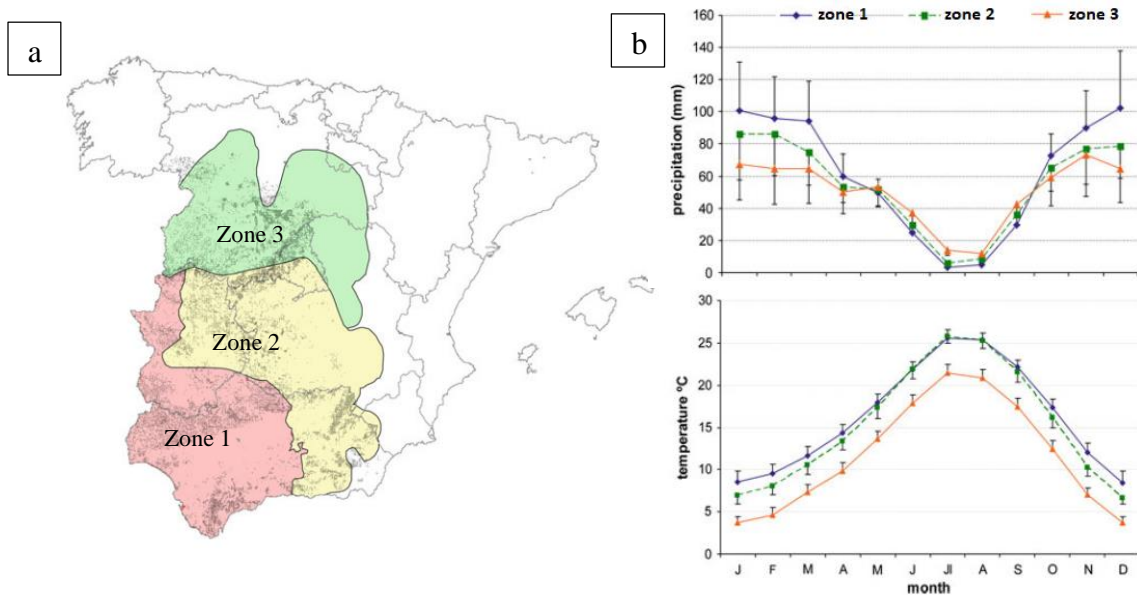 a
Zone 3
Zone 2
Zone 1
b
zone 1 zone 2 zone 3
precipitation (mm)
160
140
120
100
80
60
40
20
0
temperature ºC
30
25
20
15
10
5
0
J F M A M J Jl A S O N D
month